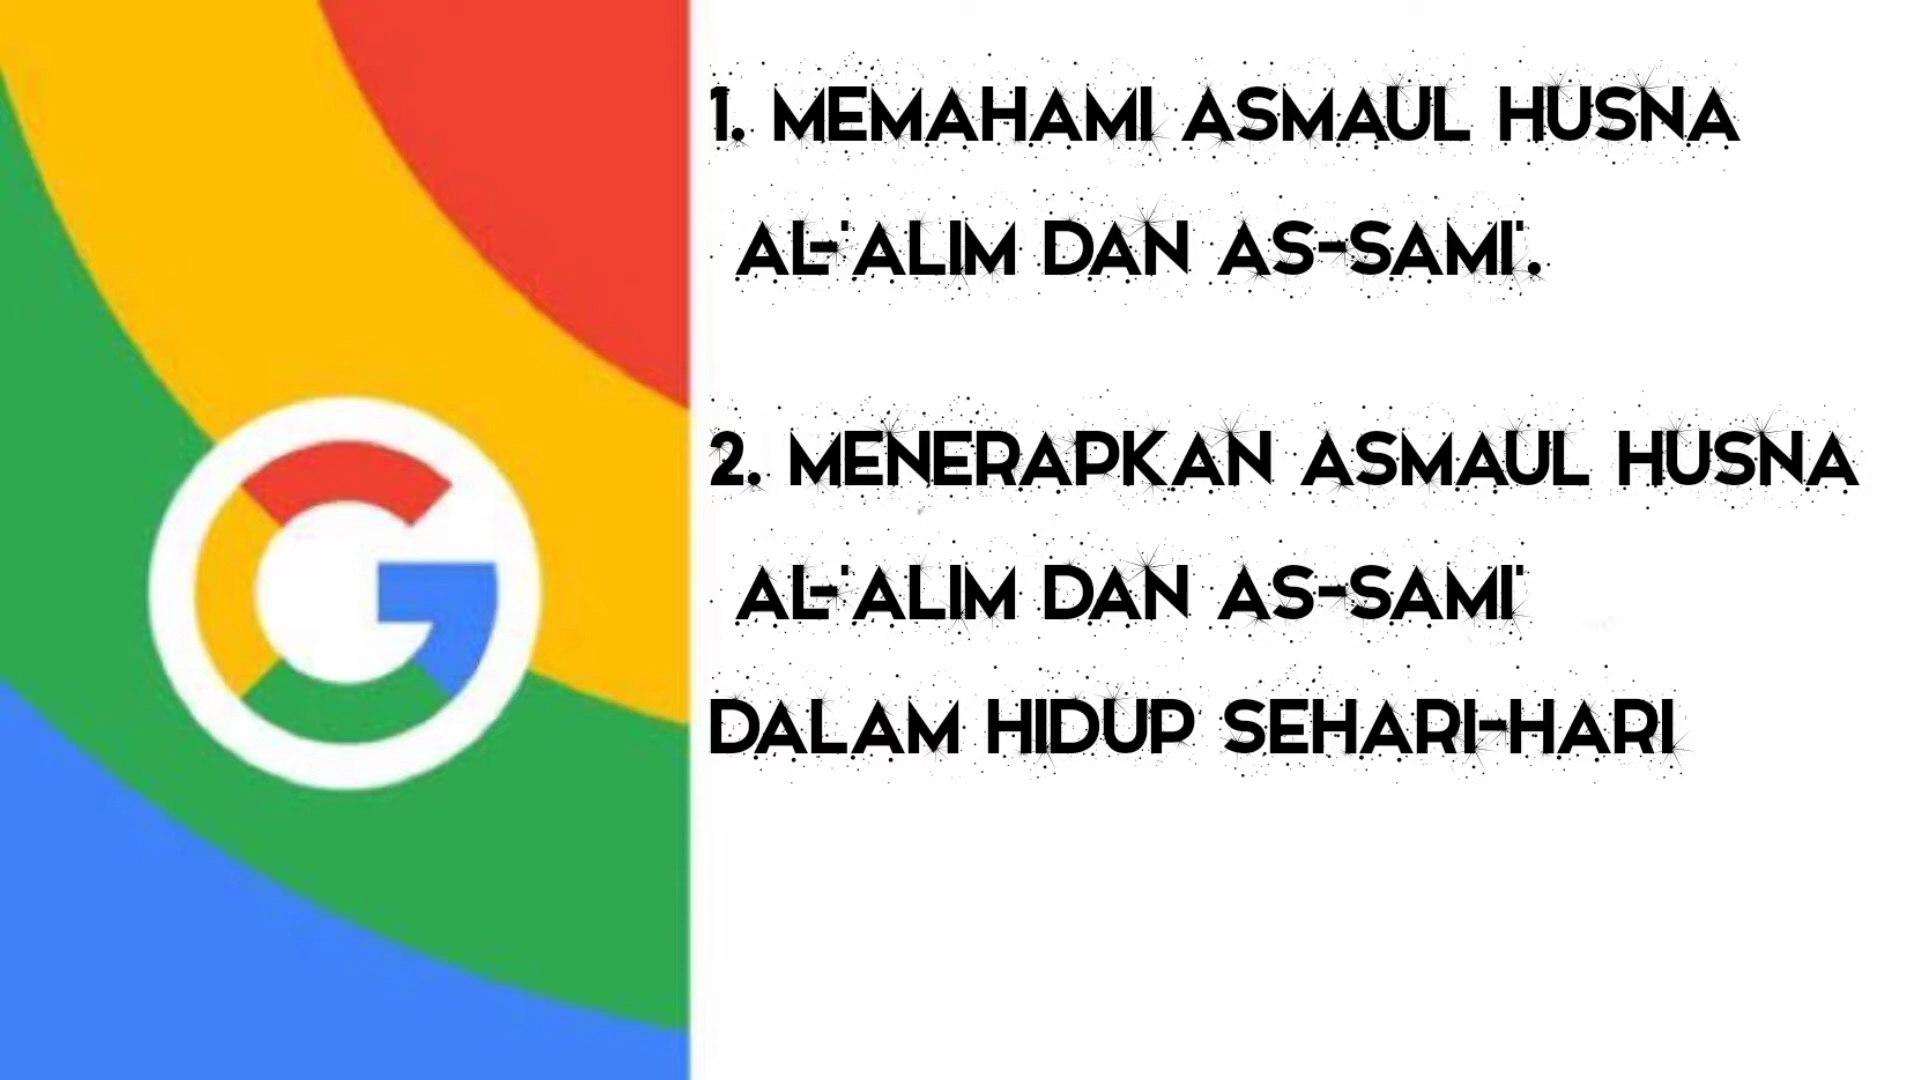 1. MEMAHAMI ASMAUL HUSNA
AL-'ALIM DAN AS-SAMI'.
2. MENERAPKAN ASMAUL HUSNA
AL-'ALIM DAN AS-SAMI'
DALAM HIDUP SEHARI-HARI